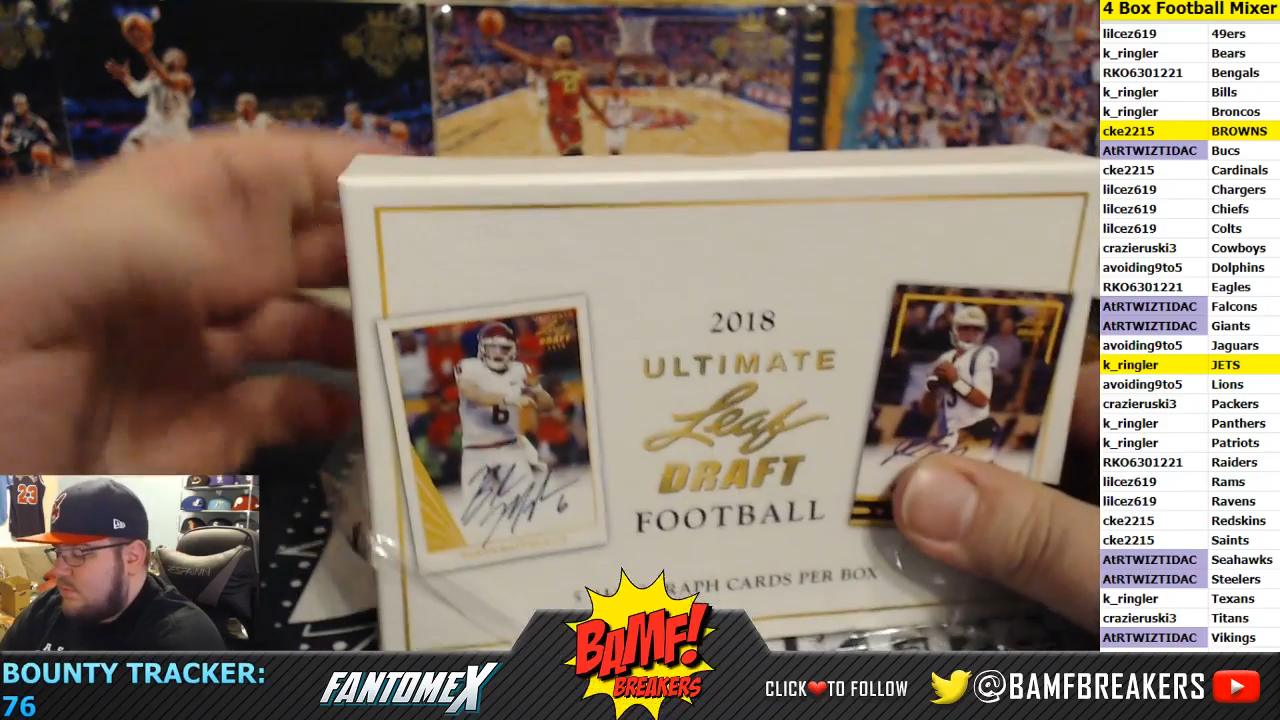 4 Box Football Mixer
lilcez619 49ers
k_ringler Bears
RKO6301221 Bengals
k_ringler Bills
k_ringler Broncos
cke2215 BROWNS
AtRTWIZTIDAC Bucs
cke2215 Cardinals
lilcez619 Chargers
lilcez619 Chiefs
lilcez619 Colts
crazieruski3 Cowboys
avoiding9to5 Dolphins
RKO6301221 Eagles
AtRTWIZTIDAC Falcons
AtRTWIZTIDAC Giants
avoiding9to5 Jaguars
k_ringler JETS
avoiding9to5 Lions
crazieruski3 Packers
k_ringler Panthers
k_ringler Patriots
RKO6301221 Raiders
lilcez619 Rams
lilcez619 Ravens
cke2215 Redskins
cke2215 Saints
AtRTWIZTIDAC Seahawks
AtRTWIZTIDAC Steelers
k_ringler Texans
crazieruski3 Titans
AtRTWIZTIDAC Vikings
2018
ULTIMATE
Leaf
DRAFT
FOOTBALL
CARDS PER BOX
6
6
23
BOUNTY TRACKER:
76
FANTOMEX
BAMF!
BREAKERS
CLICK TO FOLLOW
@BAMFBREAKERS